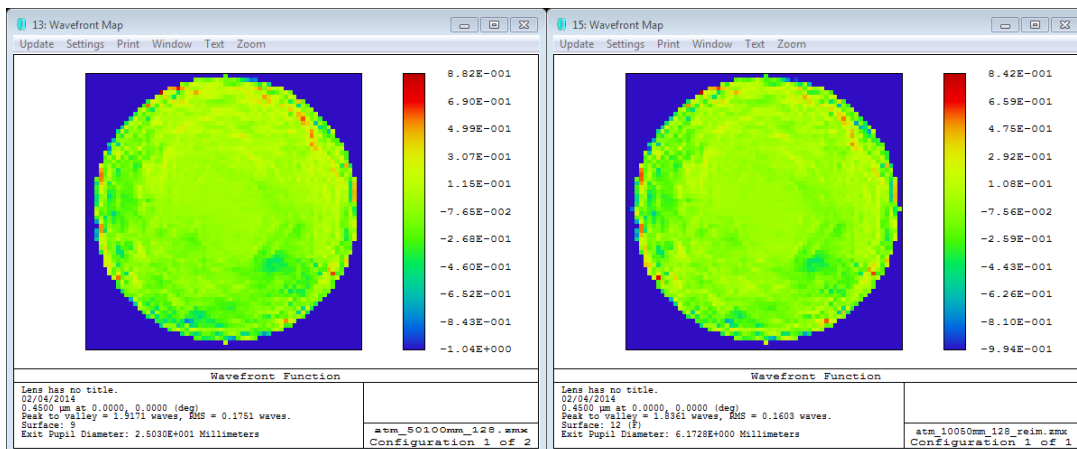 13: Wavefront Map
Update Settings Print Window Text Zoom
8.82E-001
6.90E-001
4.99E-001
3.07E-001
1.15E-001
-7.65E-002
-2.68E-001
-4.60E-001
-6.52E-001
-8.43E-001
-1.04E+000
Wavefront Function
Lens has no title.
02/04/2014
0.4500 µm at 0.0000, 0.0000 (deg)
Peak to valley = 1.9171 waves, RMS = 0.1751 waves.
Surface: 9
Exit Pupil Diameter: 2.5030E+001 Millimeters
atm_50100mm_128.zmx
Configuration 1 of 2
15: Wavefront Map
Update Settings Print Window Text Zoom
8.42E-001
6.59E-001
4.75E-001
2.92E-001
1.08E-001
-7.56E-002
-2.59E-001
-4.43E-001
-6.26E-001
-8.10E-001
-9.94E-001
Wavefront Function
Lens has no title.
02/04/2014
0.4500 µm at 0.0000, 0.0000 (deg)
Peak to valley = 1.8361 waves, RMS = 0.1603 waves.
Surface: 12 (F)
Exit Pupil Diameter: 6.1728E+000 Millimeters
atm_10050mm_128_reim.zmx
Configuration 1 of 1